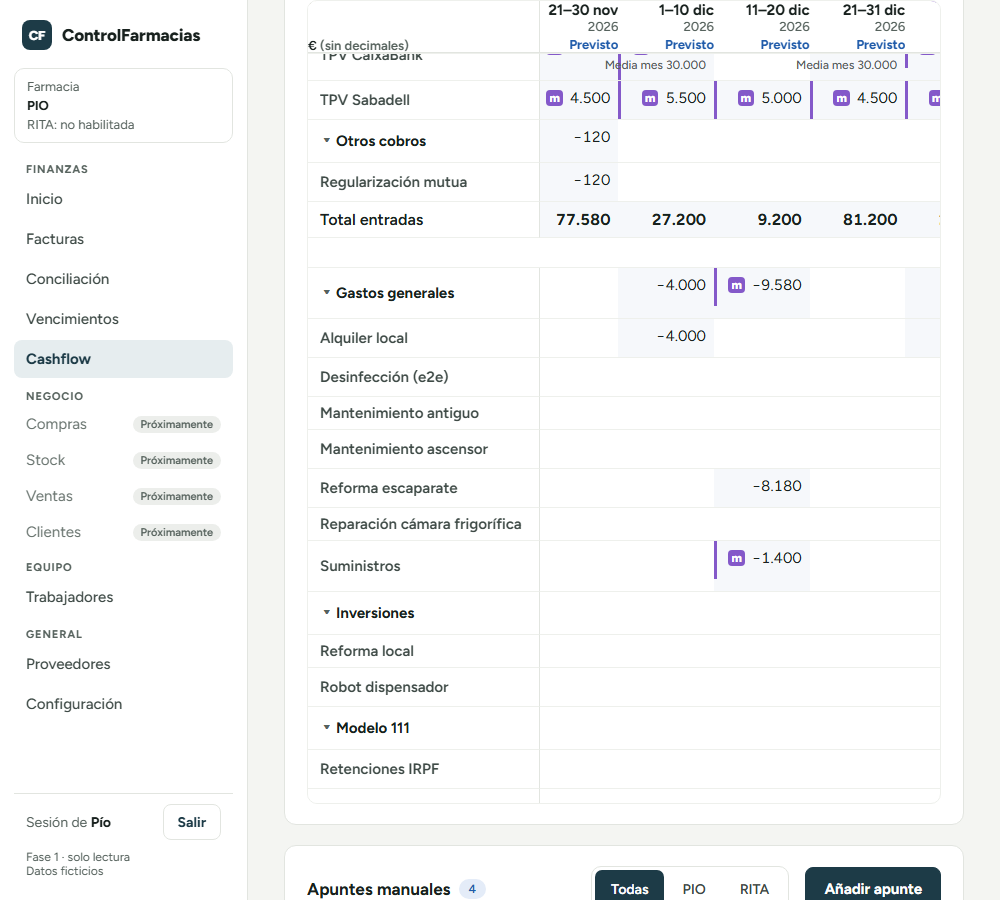 CF ControlFarmacias
Farmacia
PIO
RITA: no habilitada
FINANZAS
Inicio
Facturas
Conciliación
Vencimientos
Cashflow
NEGOCIO
Compras Próximamente
Stock Próximamente
Ventas Próximamente
Clientes Próximamente
EQUIPO
Trabajadores
GENERAL
Proveedores
Configuración
Sesión de Pío Salir
Fase 1 · solo lectura
Datos ficticios
21–30 nov 1–10 dic 11–20 dic 21–31 dic
2026 2026 2026 2026
€ (sin decimales) Previsto Previsto Previsto Previsto
TPV CaixaBank Media mes 30.000 Media mes 30.000
TPV Sabadell m 4.500 m 5.500 m 5.000 m 4.500 m
Otros cobros −120
Regularización mutua −120
Total entradas 77.580 27.200 9.200 81.200
Gastos generales −4.000 m −9.580
Alquiler local −4.000
Desinfección (e2e)
Mantenimiento antiguo
Mantenimiento ascensor
Reforma escaparate −8.180
Reparación cámara frigorífica
Suministros m −1.400
Inversiones
Reforma local
Robot dispensador
Modelo 111
Retenciones IRPF
Apuntes manuales 4 Todas PIO RITA Añadir apunte